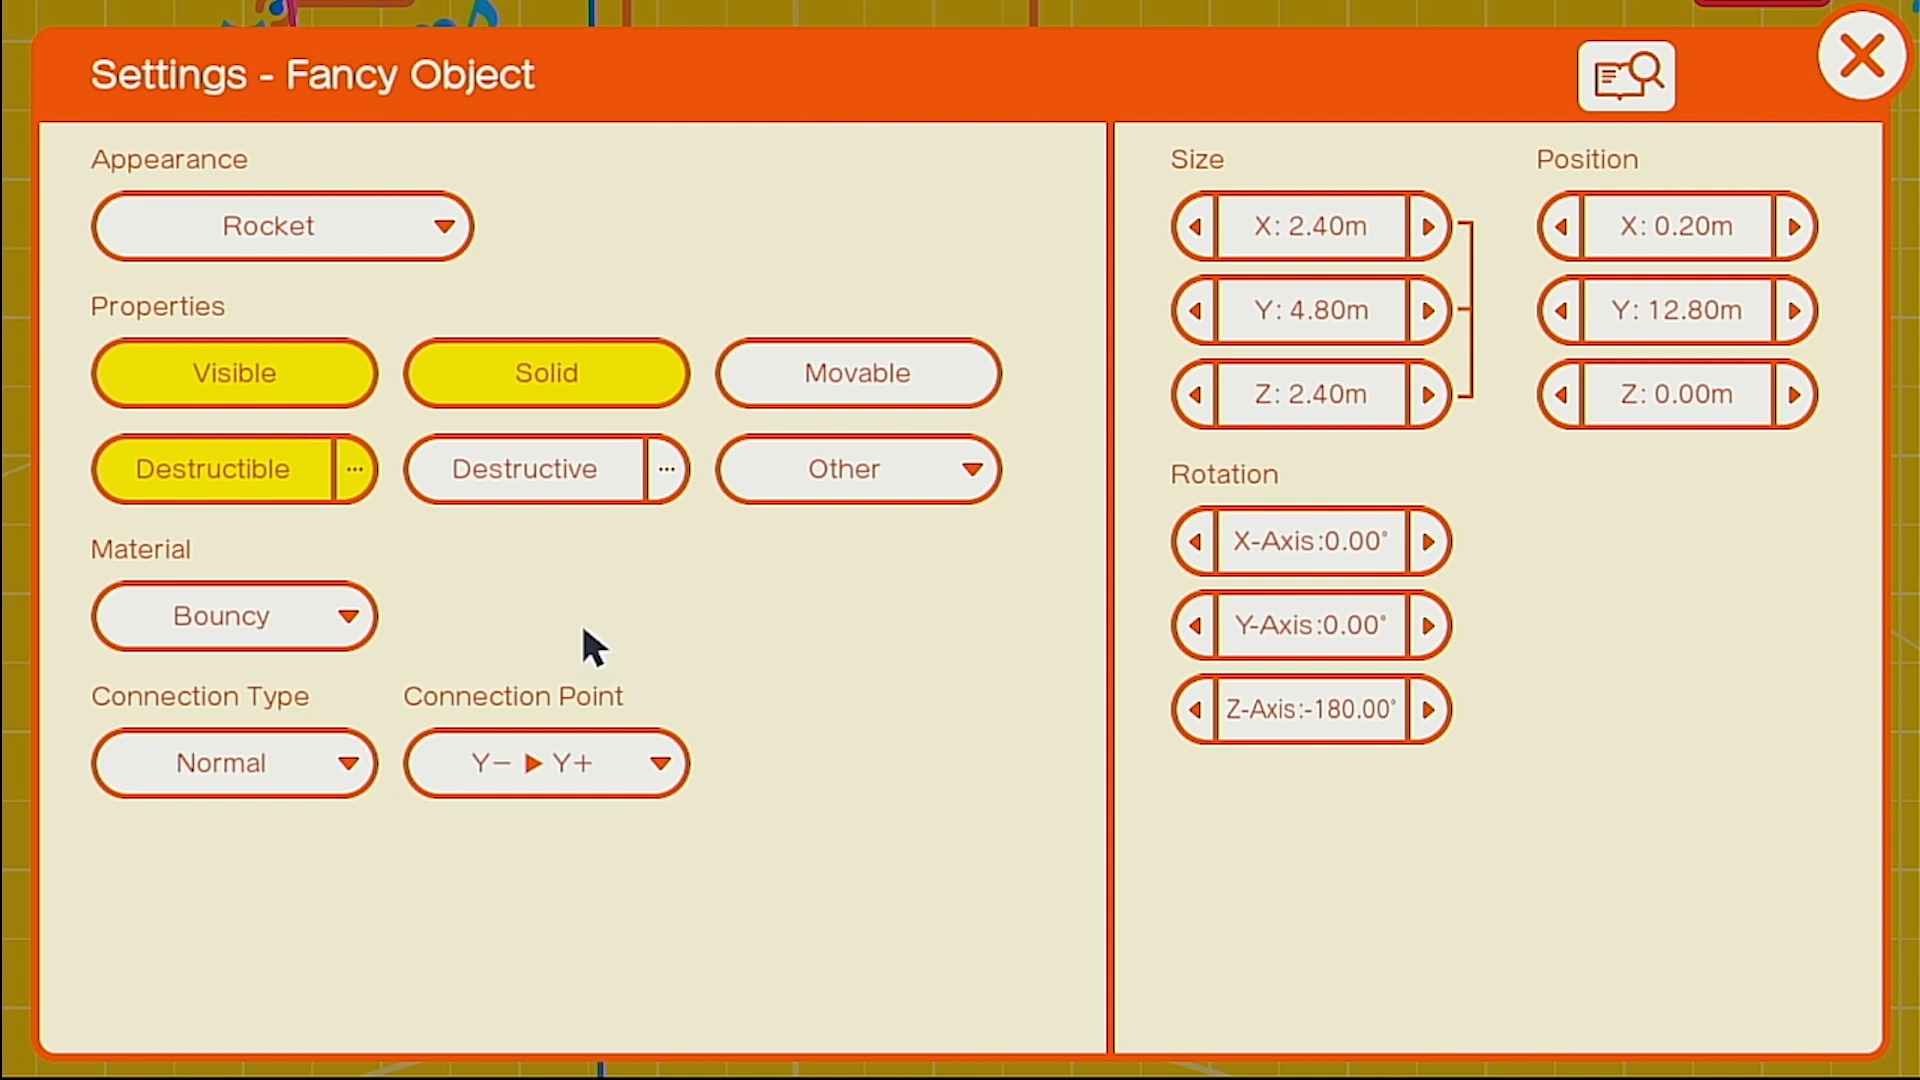 Settings - Fancy Object
Appearance
Rocket
Properties
Visible
Solid
Movable
Destructible
...
Destructive
...
Other
Material
Bouncy
Connection Type
Connection Point
Normal
Y− ▶ Y+
Size
Position
X: 2.40m
X: 0.20m
Y: 4.80m
Y: 12.80m
Z: 2.40m
Z: 0.00m
Rotation
X-Axis:0.00°
Y-Axis:0.00°
Z-Axis:-180.00°